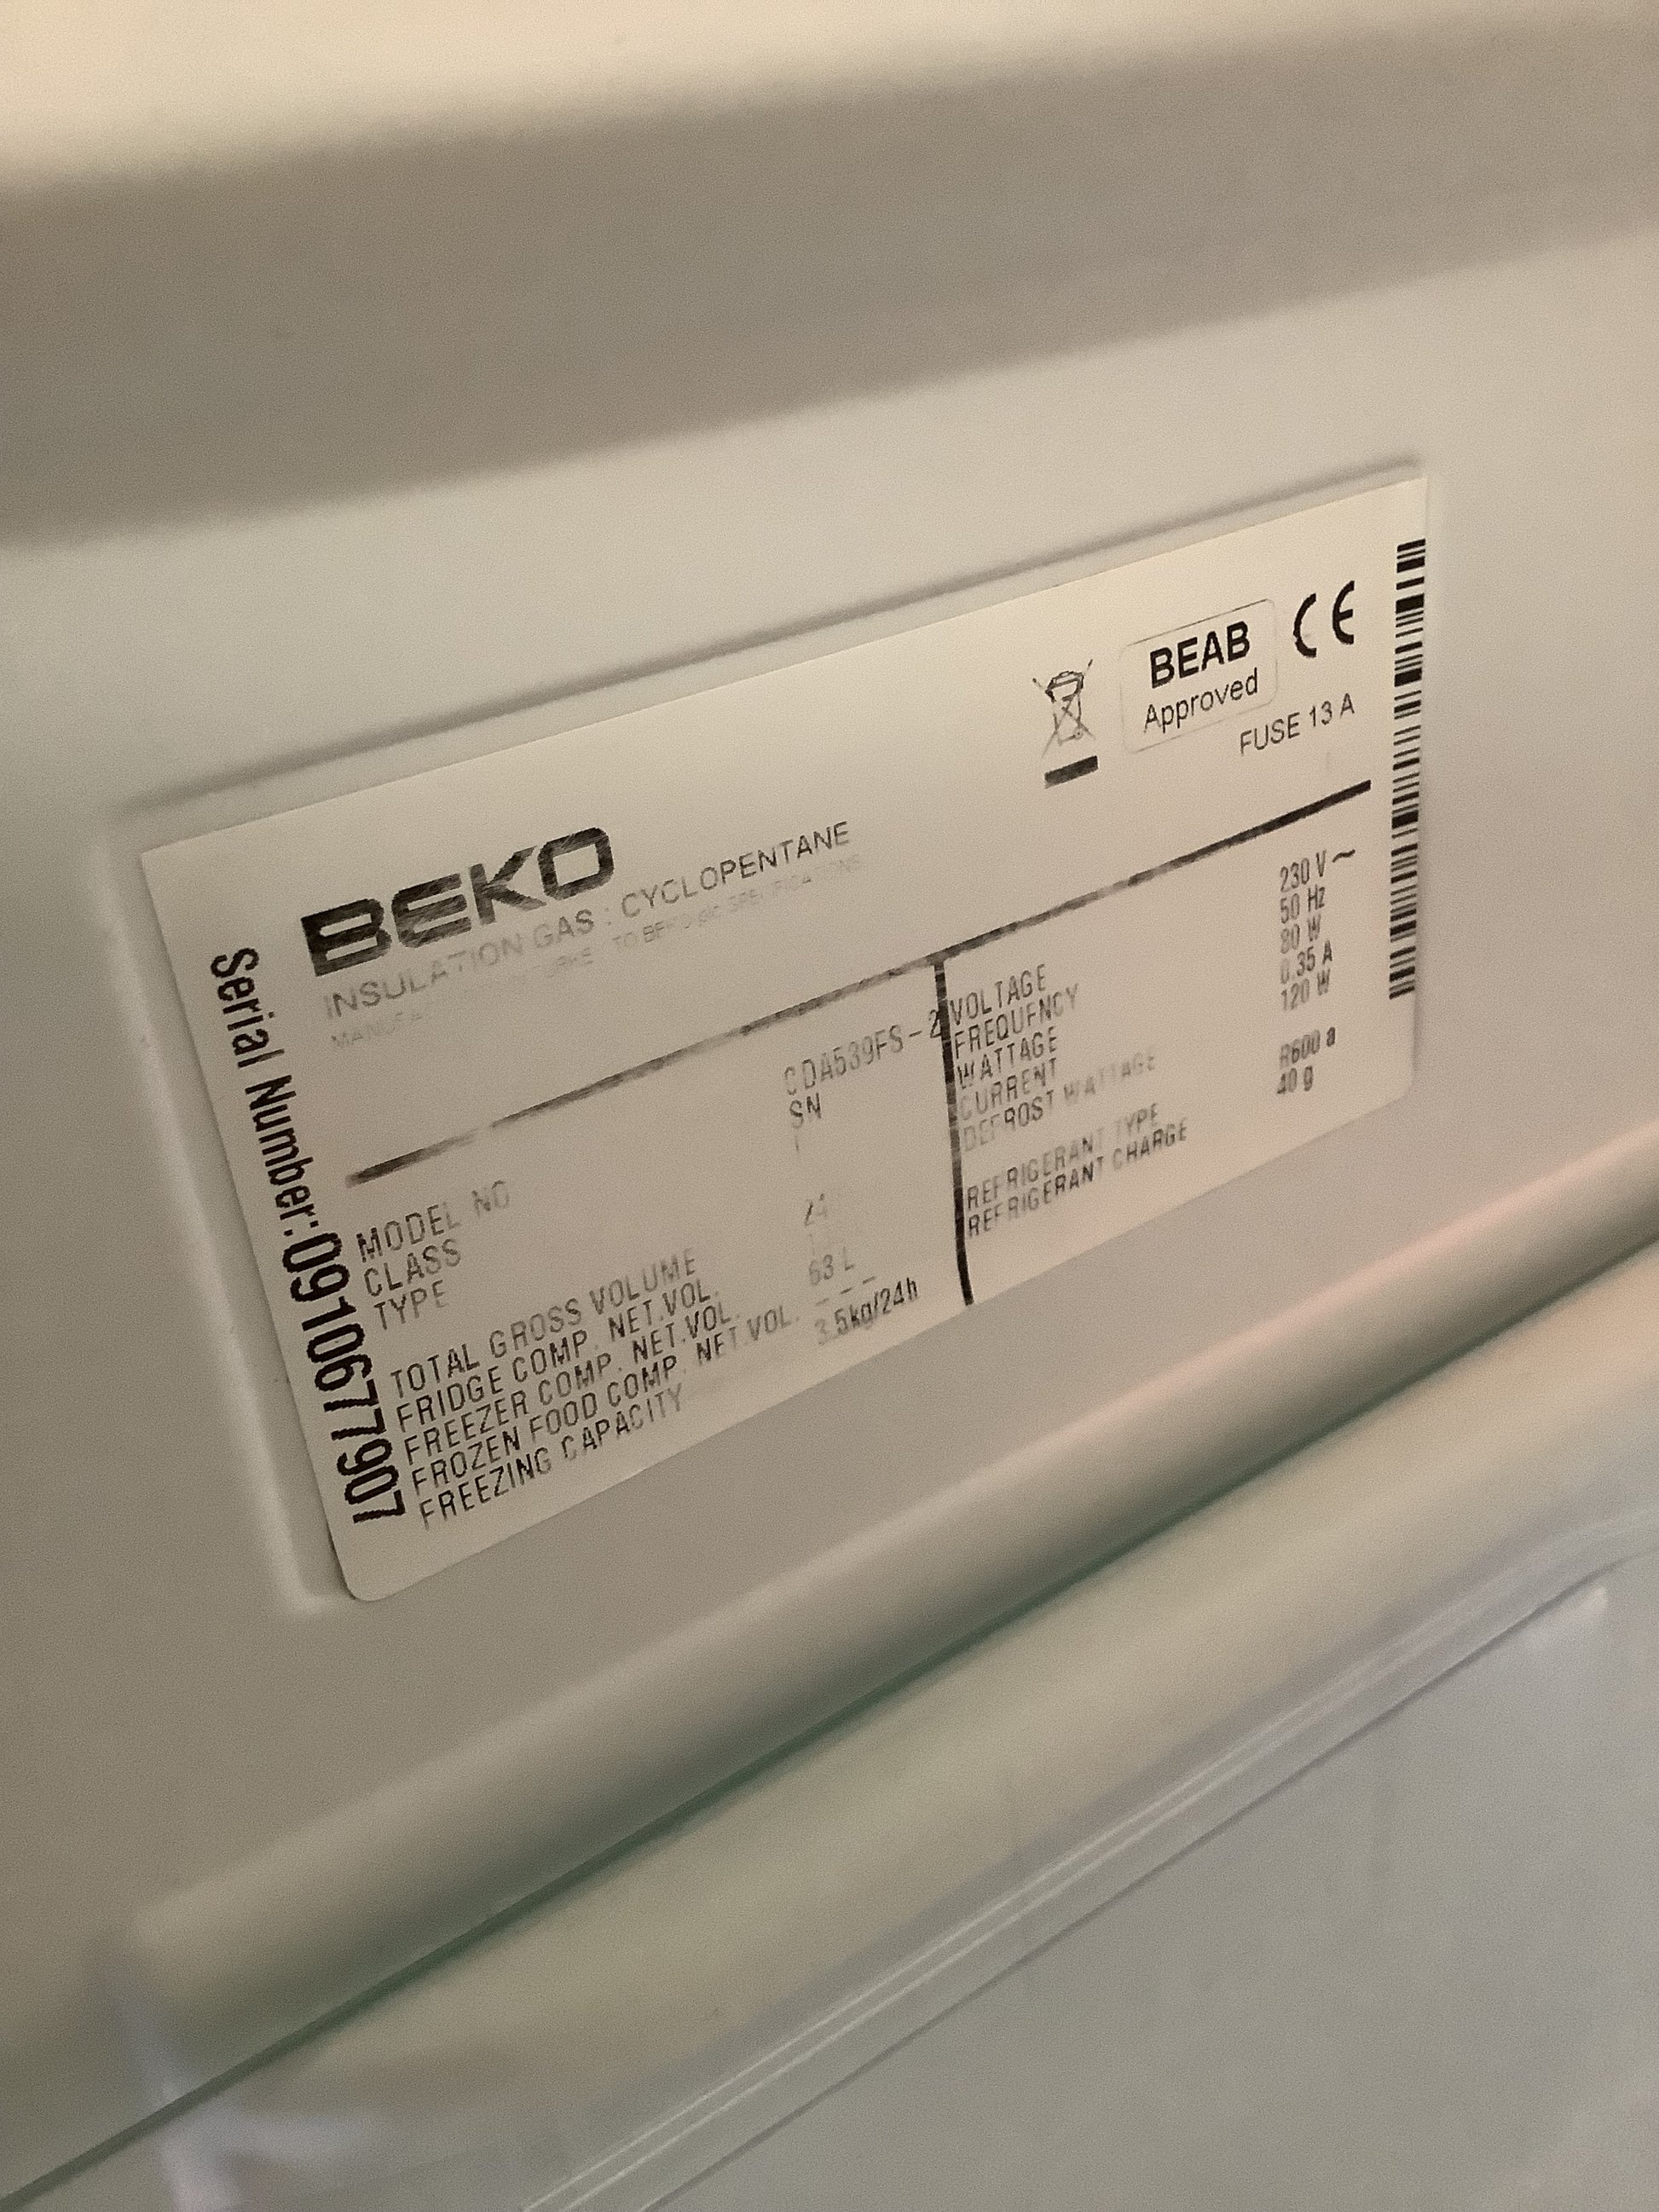 BEKO
INSULATION GAS : CYCLOPENTANE
BEAB
Approved
CE
FUSE 13 A
Serial Number:0910677907
MODEL NO
CDA539FS-2
CLASS
SN
TYPE
TOTAL GROSS VOLUME
FRIDGE COMP. NET.VOL.
FREEZER COMP. NET.VOL.
63 L
FROZEN FOOD COMP. NET.VOL.
FREEZING CAPACITY
3.5kg/24h
VOLTAGE
230 V~
FREQUENCY
50 Hz
WATTAGE
80 W
CURRENT
0.35 A
DEFROST WATTAGE
120 W
REFRIGERANT TYPE
R600 a
REFRIGERANT CHARGE
40 g